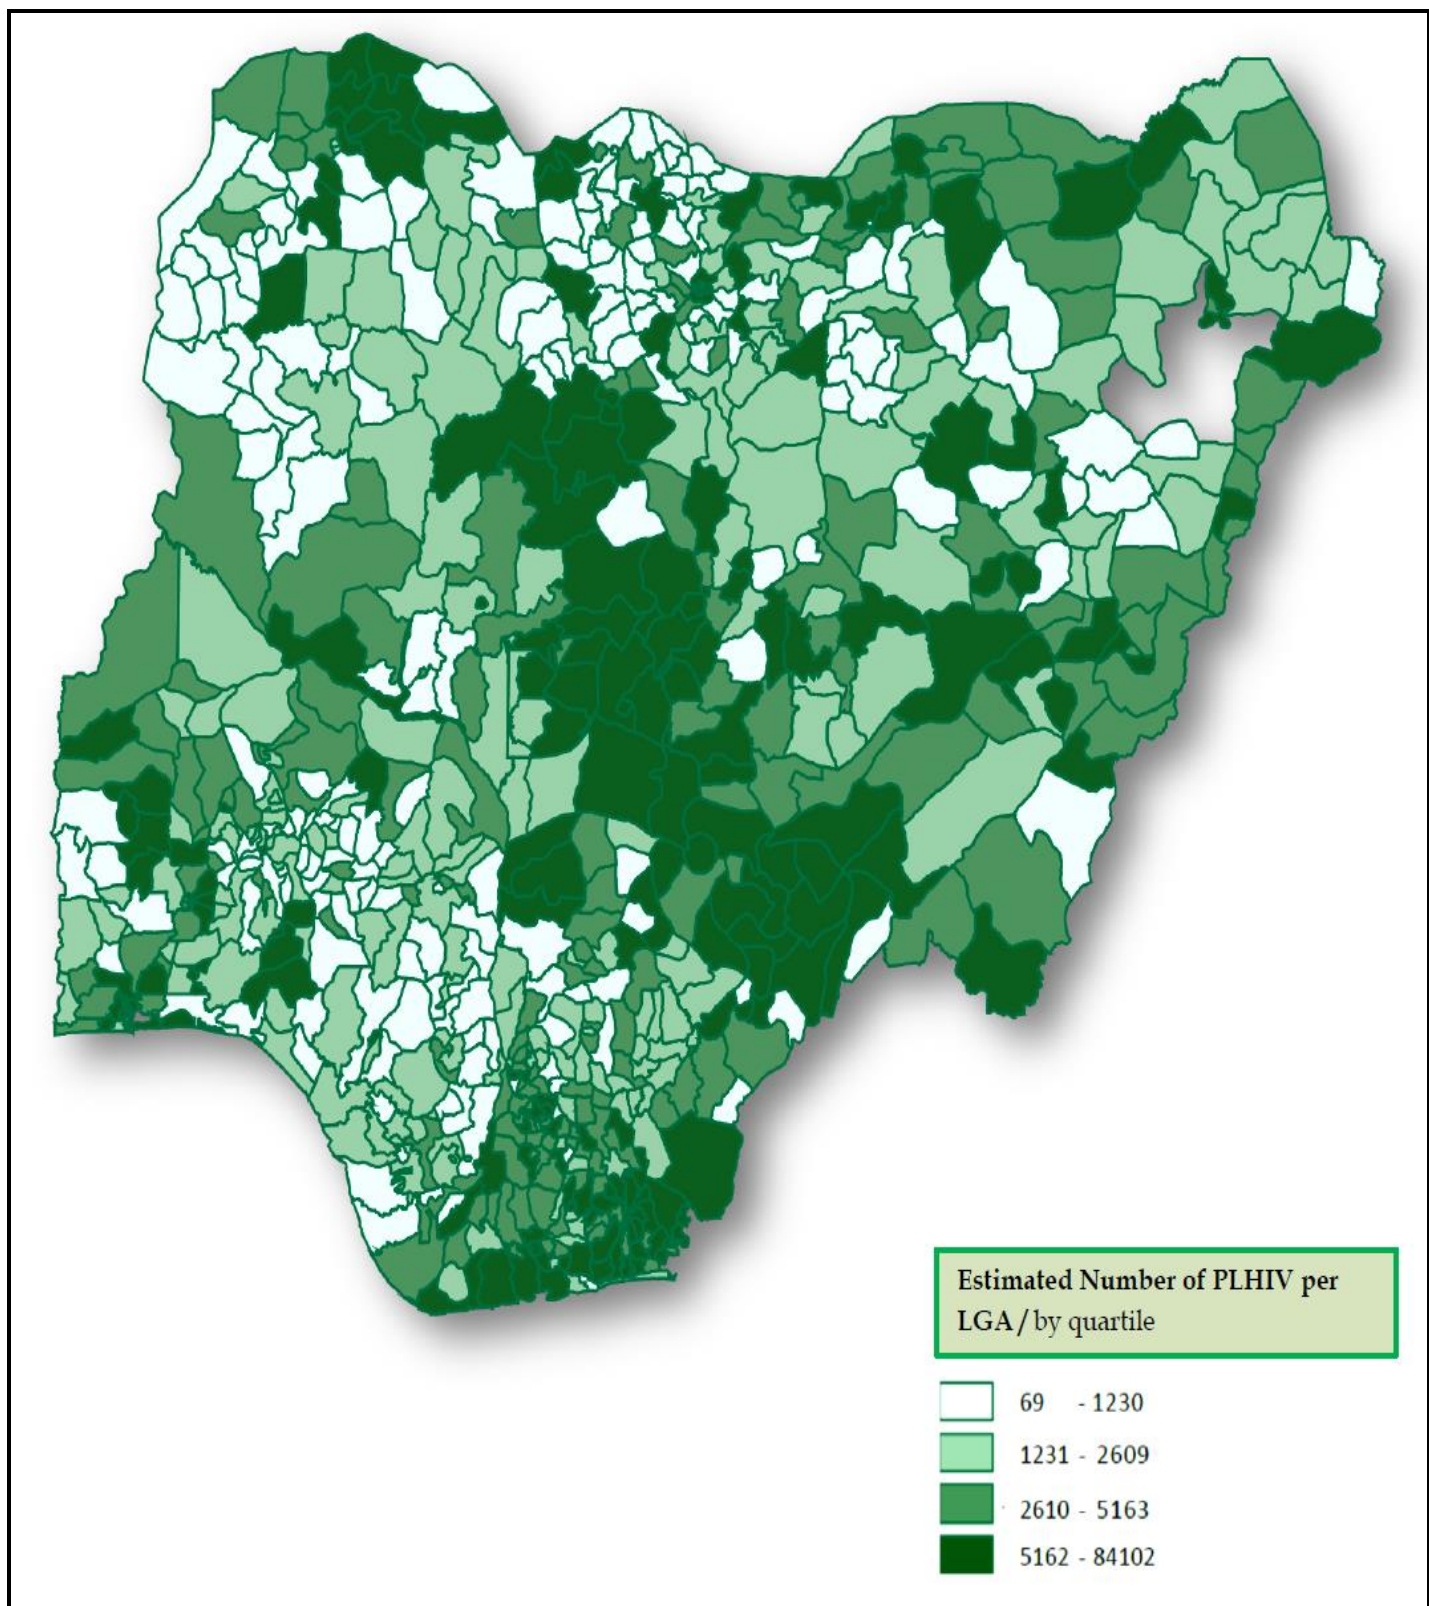 Estimated Number of PLHIV per
LGA / by quartile
69 - 1230
1231 - 2609
2610 - 5163
5162 - 84102